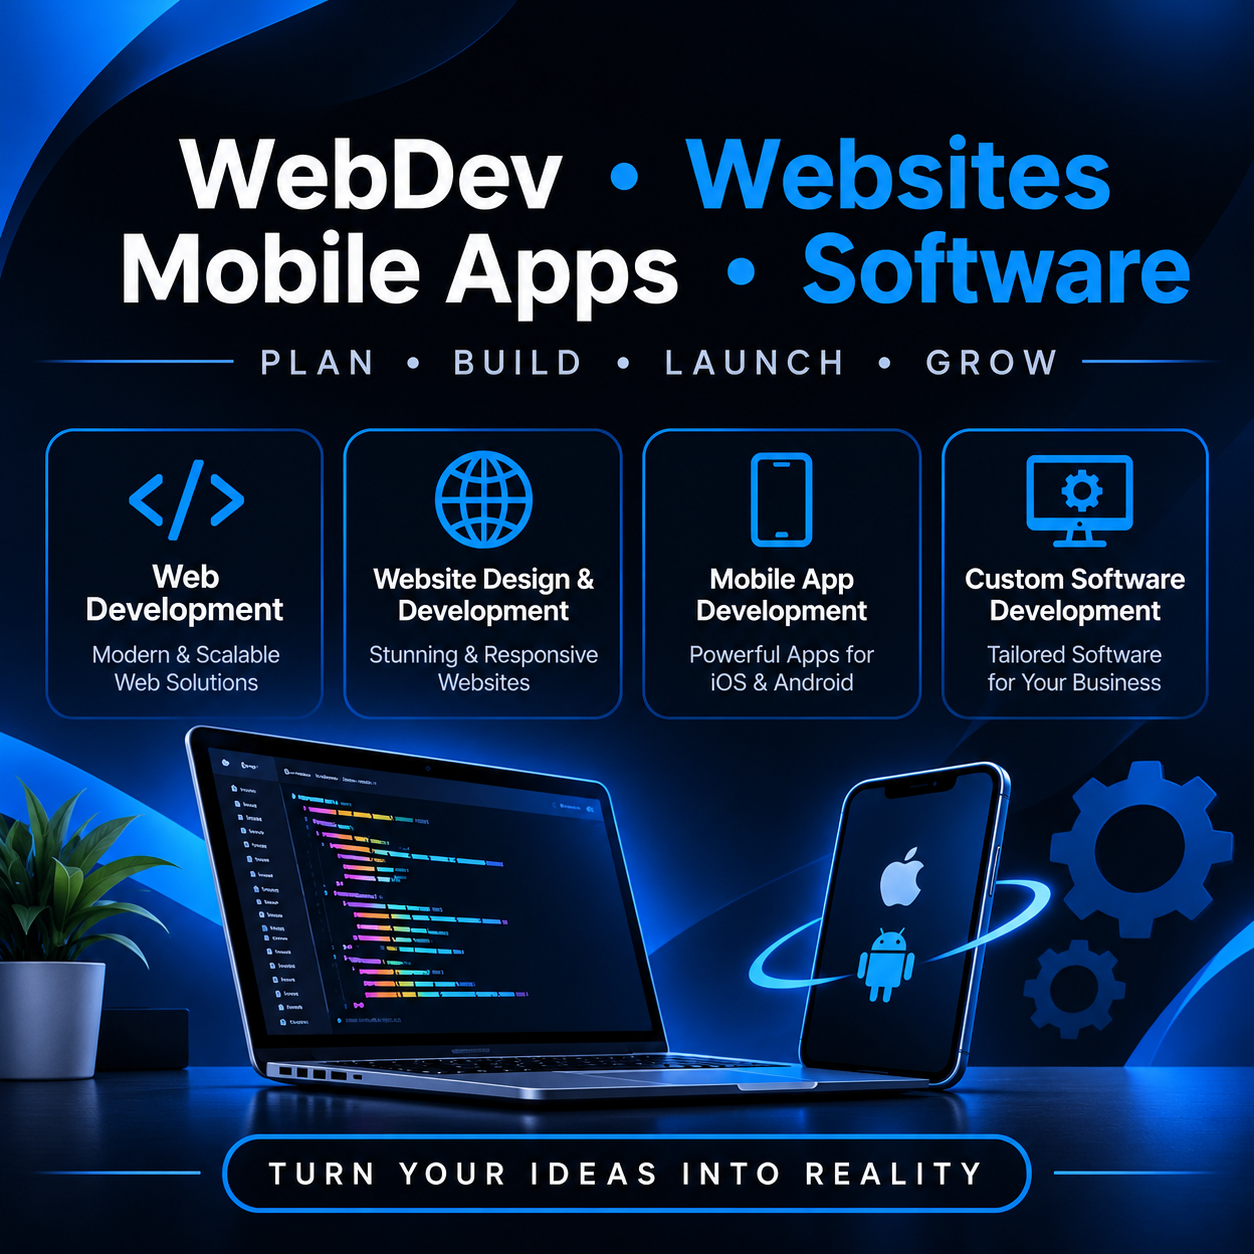 WebDev • Websites
Mobile Apps • Software
PLAN • BUILD • LAUNCH • GROW
</>
Web
Development
Modern & Scalable
Web Solutions
Website Design &
Development
Stunning & Responsive
Websites
Mobile App
Development
Powerful Apps for
iOS & Android
Custom Software
Development
Tailored Software
for Your Business
TURN YOUR IDEAS INTO REALITY